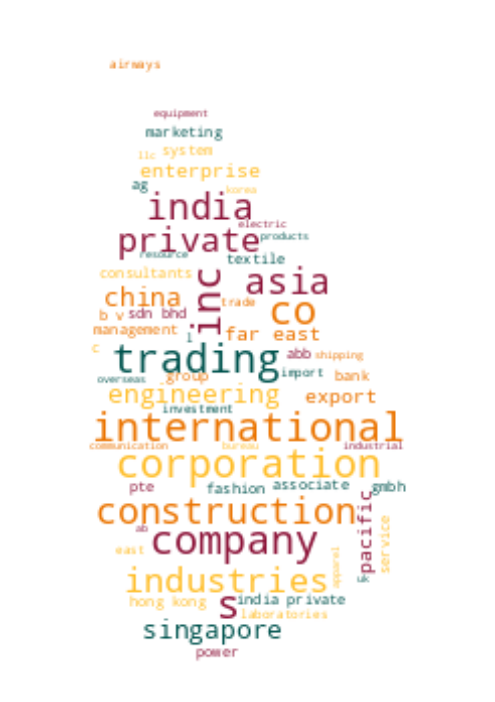 airways
equipment
marketing
llc system
enterprise
ag korea
india
electric
private products
resource textile
consultants asia
inc
china trade co
b v sdn bhd
management l far east
c trading abb shipping
overseas group import bank
engineering export
investment
international
communication bureau industrial
corporation
pte fashion associate gmbh
construction pacific
ab company service
east apparel
industries
hong kong s india private
laboratories
singapore
power